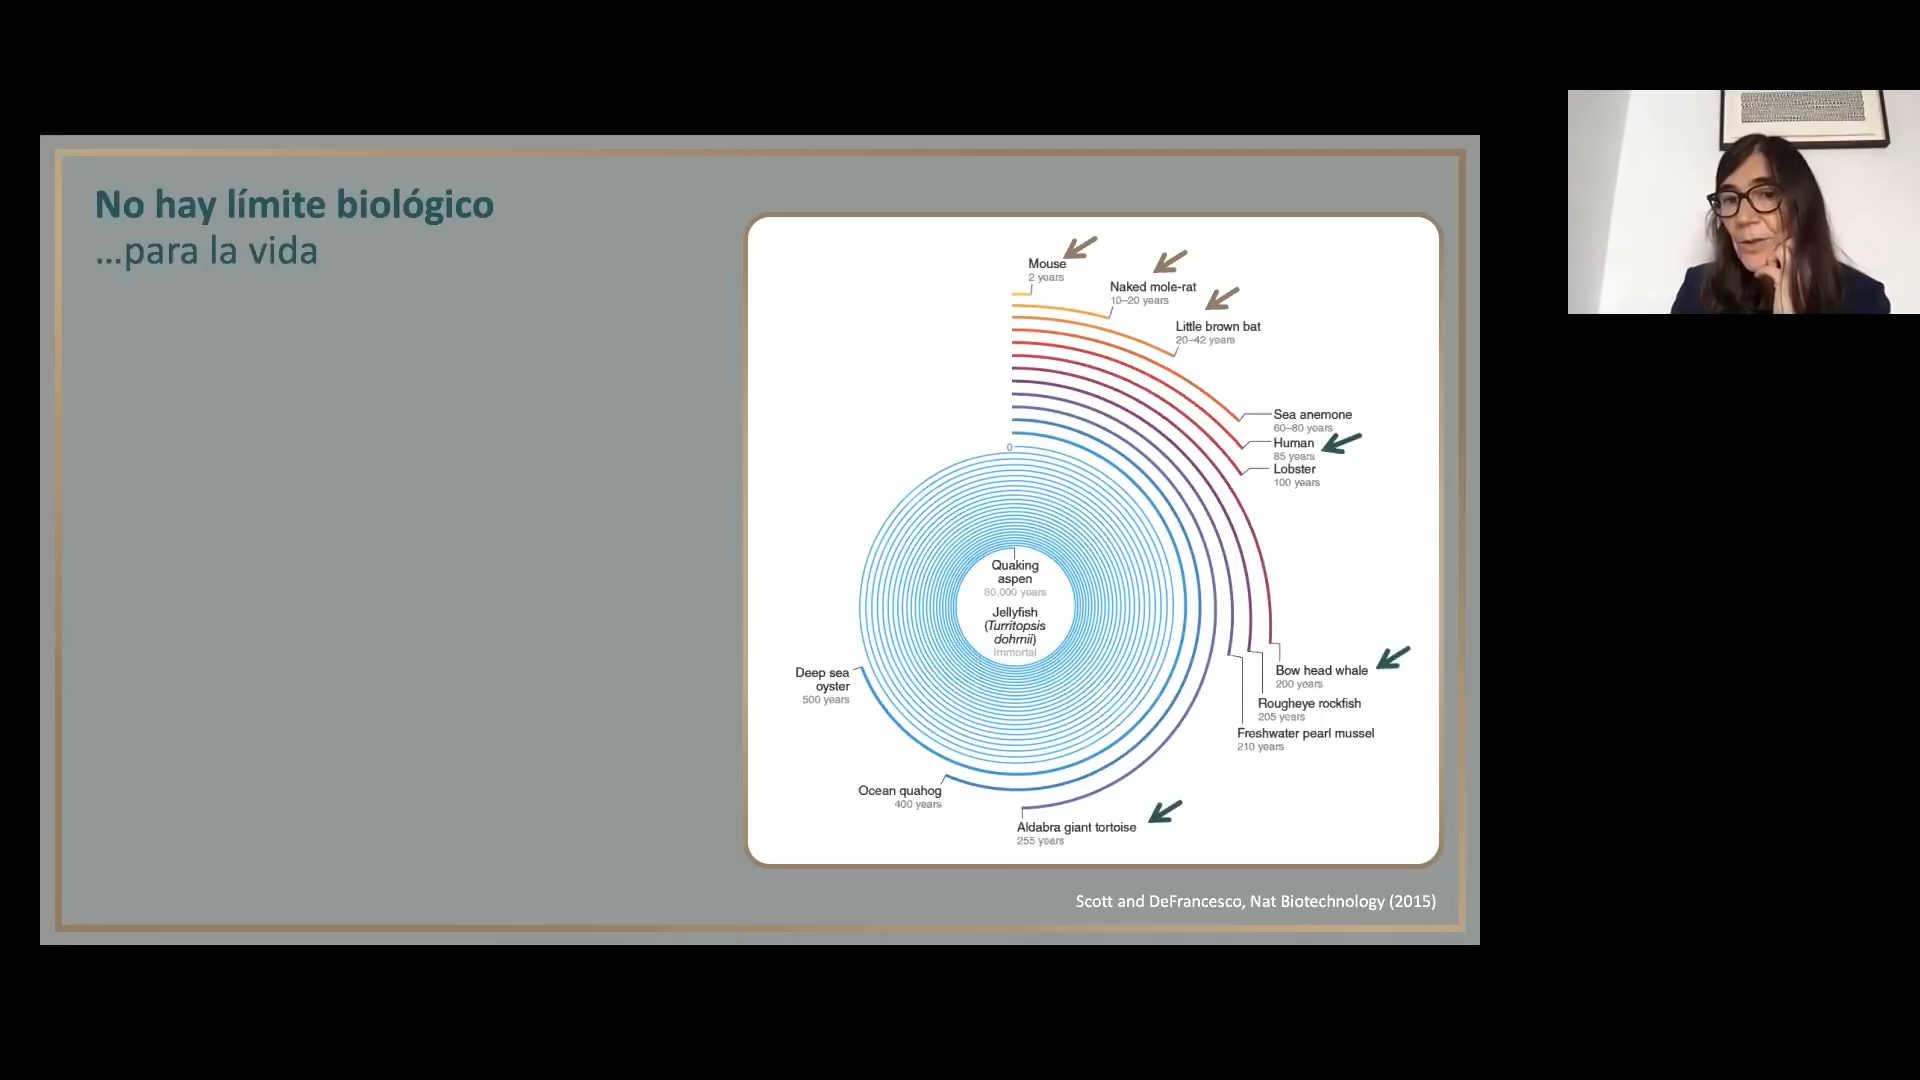 No hay límite biológico
...para la vida
Mouse
2 years
Naked mole-rat
10–20 years
Little brown bat
20–42 years
Sea anemone
60–80 years
Human
85 years
Lobster
100 years
0
Quaking
aspen
80,000 years
Jellyfish
(Turritopsis
dohrnii)
Immortal
Deep sea
oyster
500 years
Bow head whale
200 years
Rougheye rockfish
205 years
Freshwater pearl mussel
210 years
Ocean quahog
400 years
Aldabra giant tortoise
255 years
Scott and DeFrancesco, Nat Biotechnology (2015)